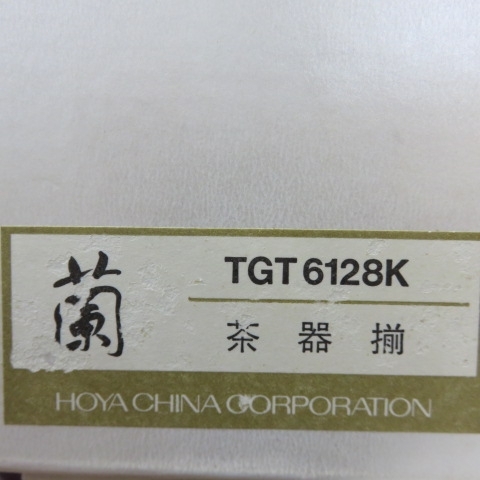 蘭
TGT6128K
茶器揃
HOYA CHINA CORPORATION